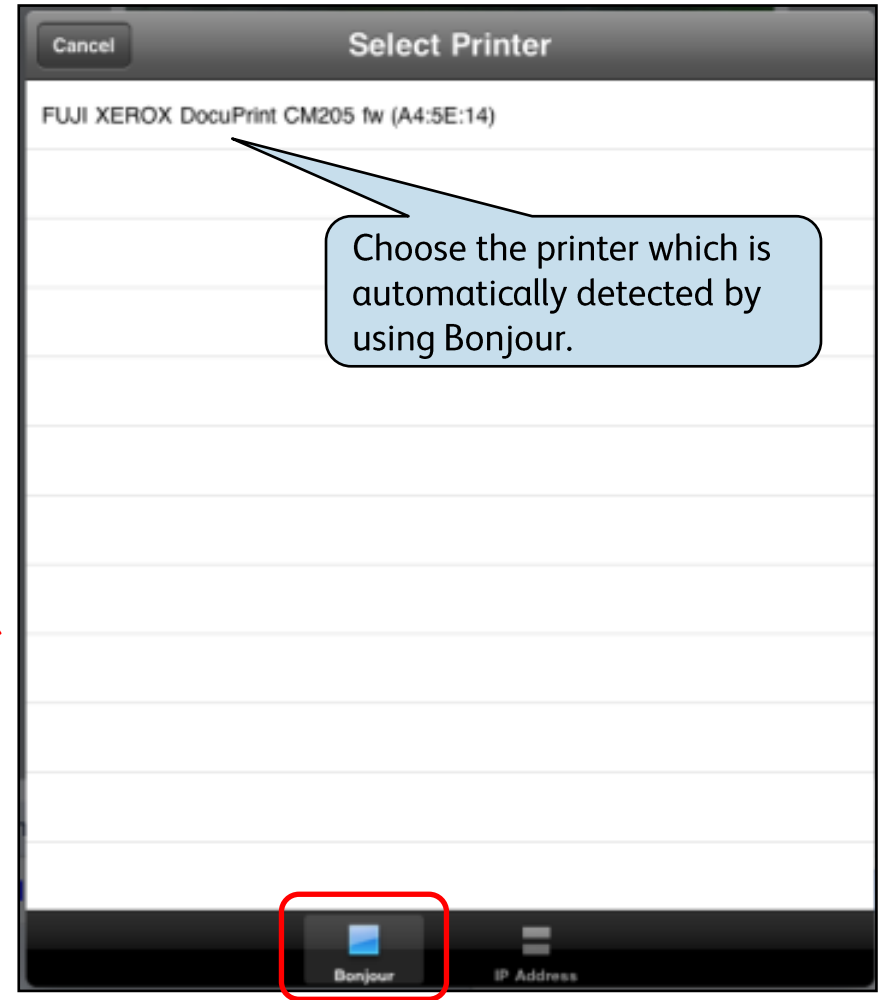 Cancel
Select Printer
FUJI XEROX DocuPrint CM205 fw (A4:5E:14)
Choose the printer which is
automatically detected by
using Bonjour.
Bonjour
IP Address